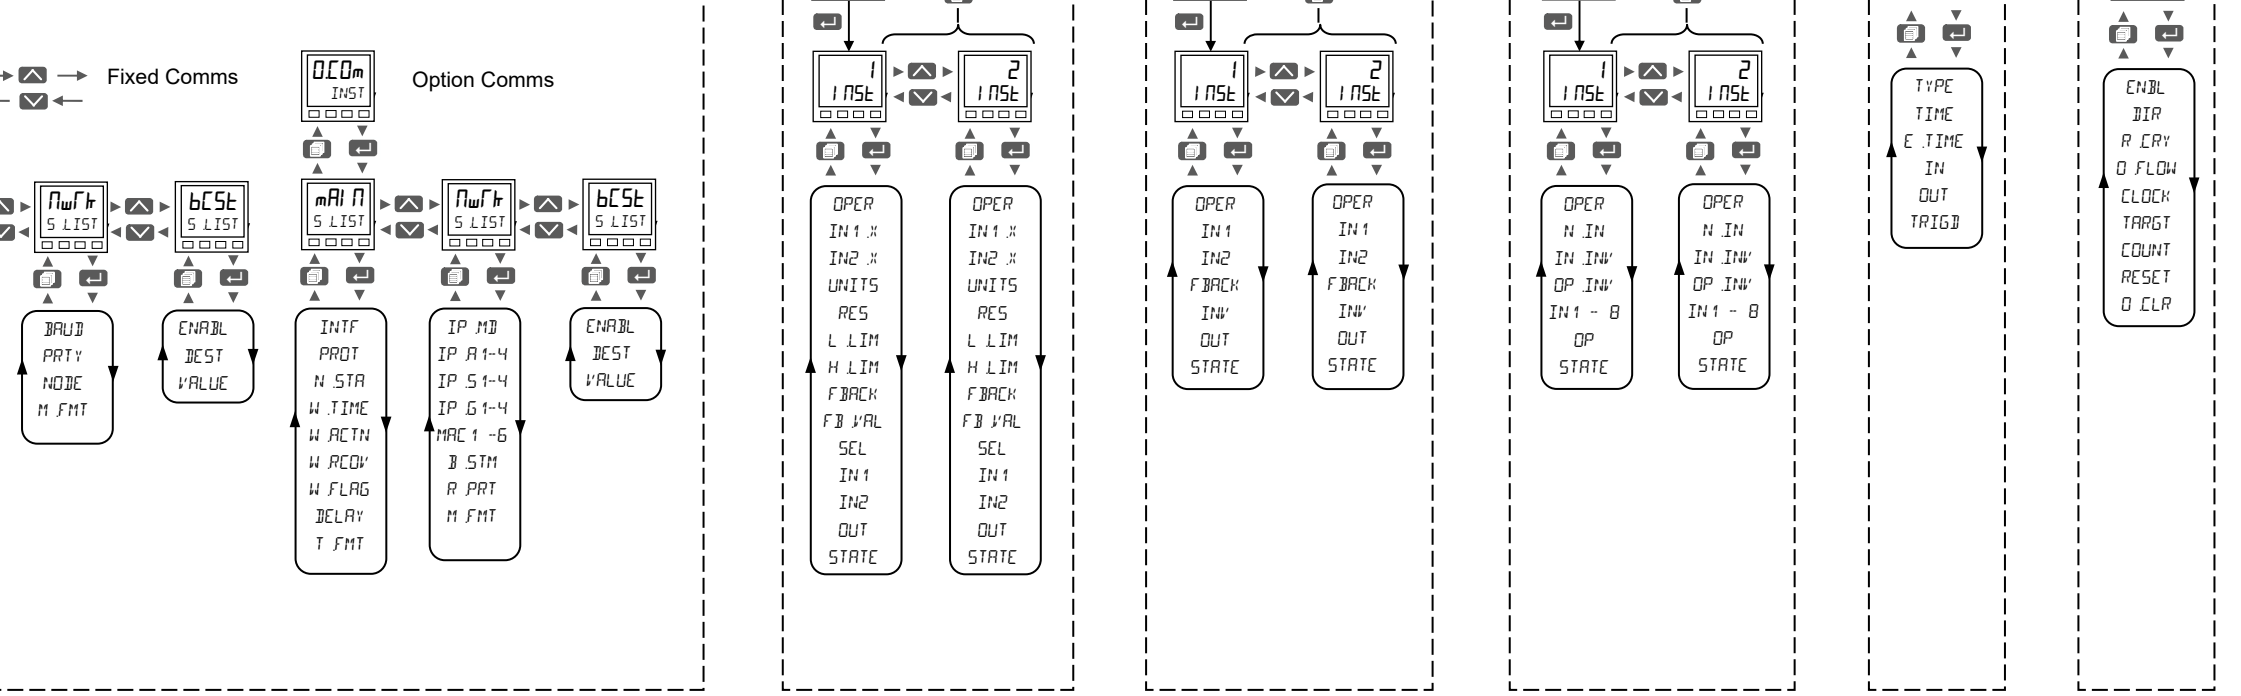 Fixed Comms
nwrk
S.LIST
BAUD
PRTY
NODE
M.FMT
bCSt
S.LIST
ENABL
DEST
VALUE
Option Comms
O.COm
INST
mAIn
S.LIST
INTF
PROT
N.STA
W.TIME
W.ACTN
W.RCOV
W.FLAG
DELAY
T.FMT
nwrk
S.LIST
IP.MD
IP.A1-4
IP.S1-4
IP.G1-4
MAC1-6
B.STM
R.PRT
M.FMT
bCSt
S.LIST
ENABL
DEST
VALUE
1
InSt
OPER
IN1.X
IN2.X
UNITS
RES
L.LIM
H.LIM
FBACK
FB.VAL
SEL
IN1
IN2
OUT
STATE
2
InSt
OPER
IN1.X
IN2.X
UNITS
RES
L.LIM
H.LIM
FBACK
FB.VAL
SEL
IN1
IN2
OUT
STATE
1
InSt
OPER
IN1
IN2
FBACK
INV
OUT
STATE
2
InSt
OPER
IN1
IN2
FBACK
INV
OUT
STATE
1
InSt
OPER
N.IN
IN.INV
OP.INV
IN1 - 8
OP
STATE
2
InSt
OPER
N.IN
IN.INV
OP.INV
IN1 - 8
OP
STATE
TYPE
TIME
E.TIME
IN
OUT
TRIGD
ENBL
DIR
R.CRY
O.FLOW
CLOCK
TARGT
COUNT
RESET
O.CLR